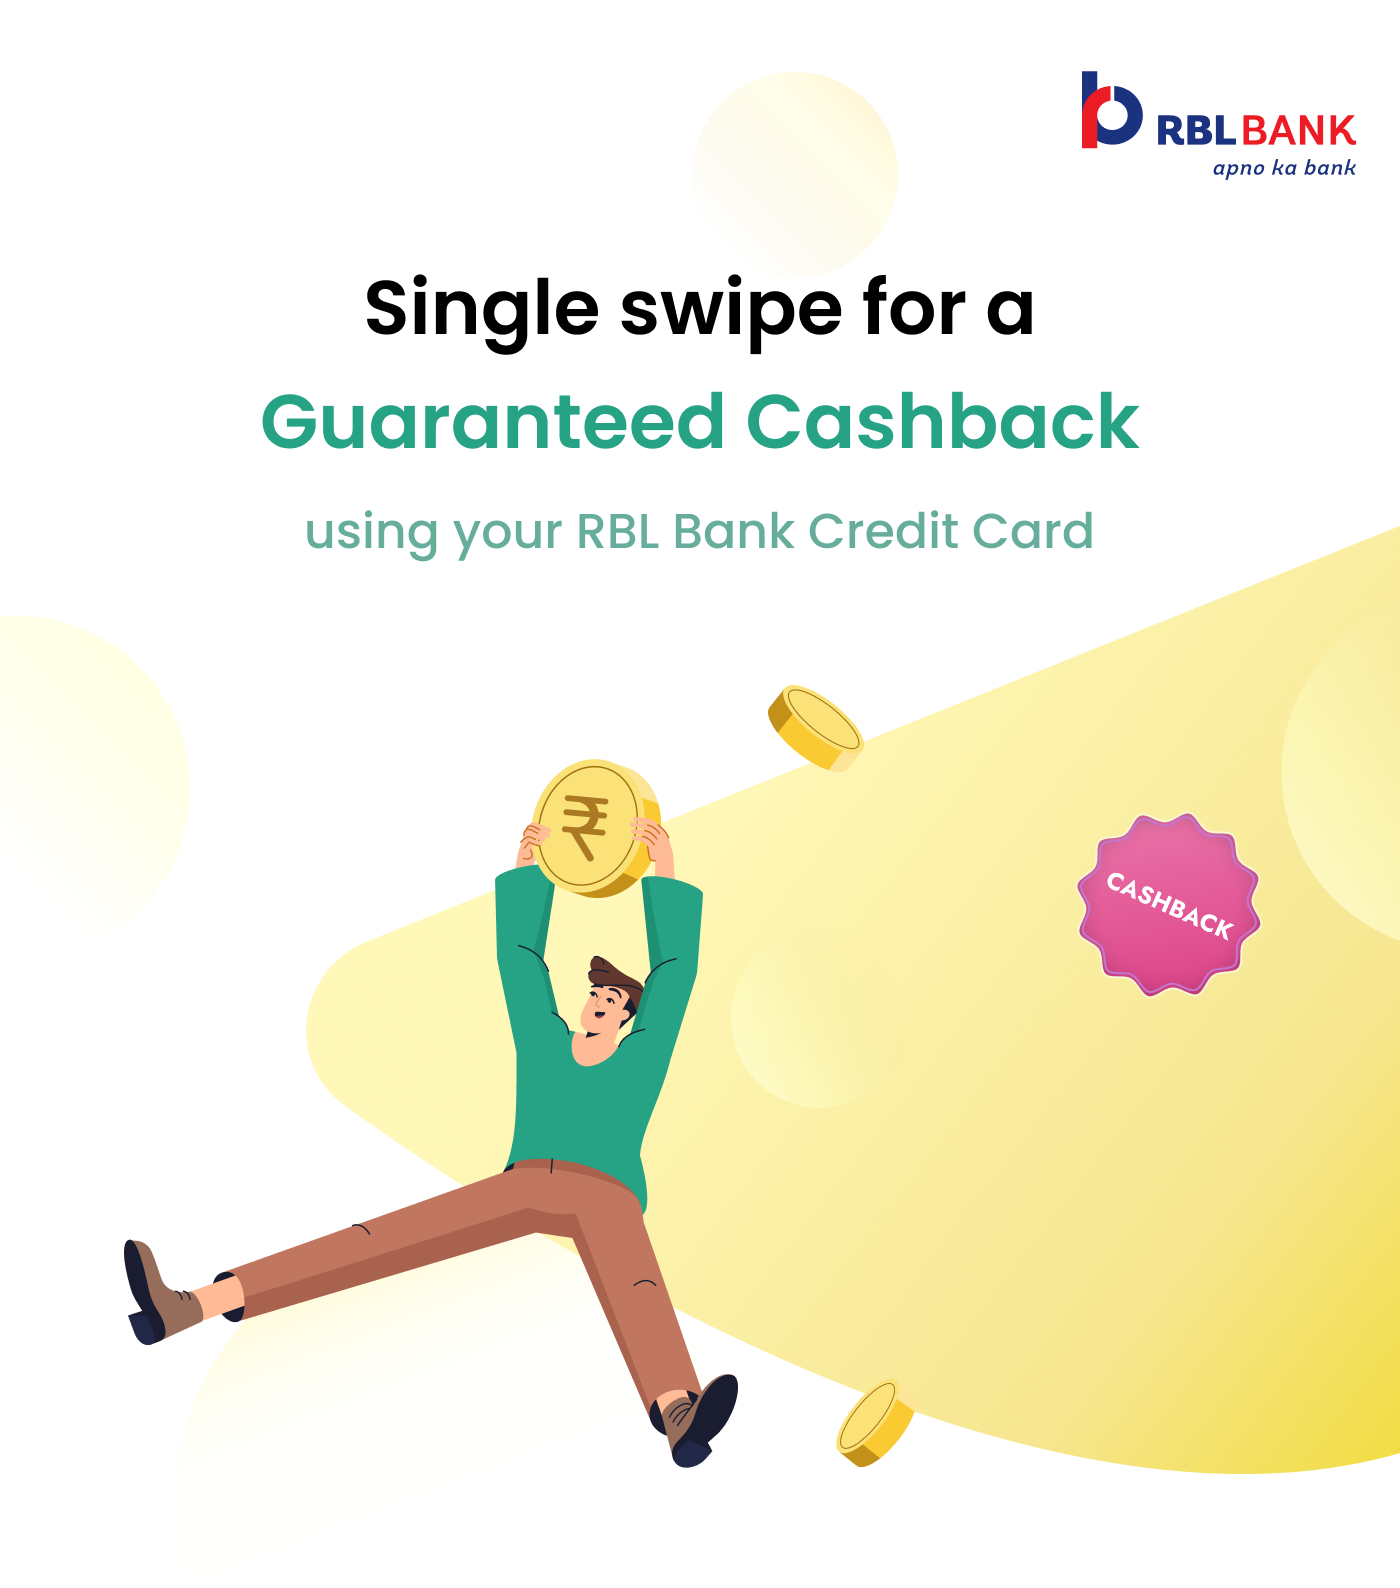 RBL BANK
apno ka bank
Single swipe for a
Guaranteed Cashback
using your RBL Bank Credit Card
₹
CASHBACK